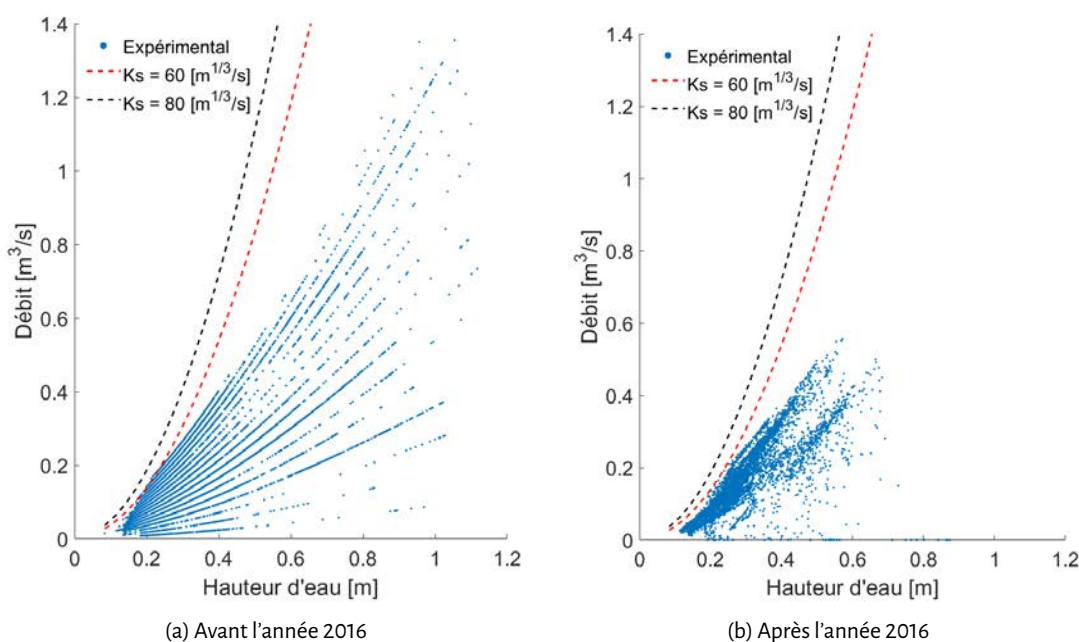 1.4
1.2
1
0.8
0.6
0.4
0.2
0
Débit [m³/s]
Expérimental
Ks = 60 [m^1/3/s]
Ks = 80 [m^1/3/s]
0 0.2 0.4 0.6 0.8 1 1.2
Hauteur d'eau [m]
(a) Avant l'année 2016
1.4
1.2
1
0.8
0.6
0.4
0.2
0
Débit [m³/s]
Expérimental
Ks = 60 [m^1/3/s]
Ks = 80 [m^1/3/s]
0 0.2 0.4 0.6 0.8 1 1.2
Hauteur d'eau [m]
(b) Après l'année 2016